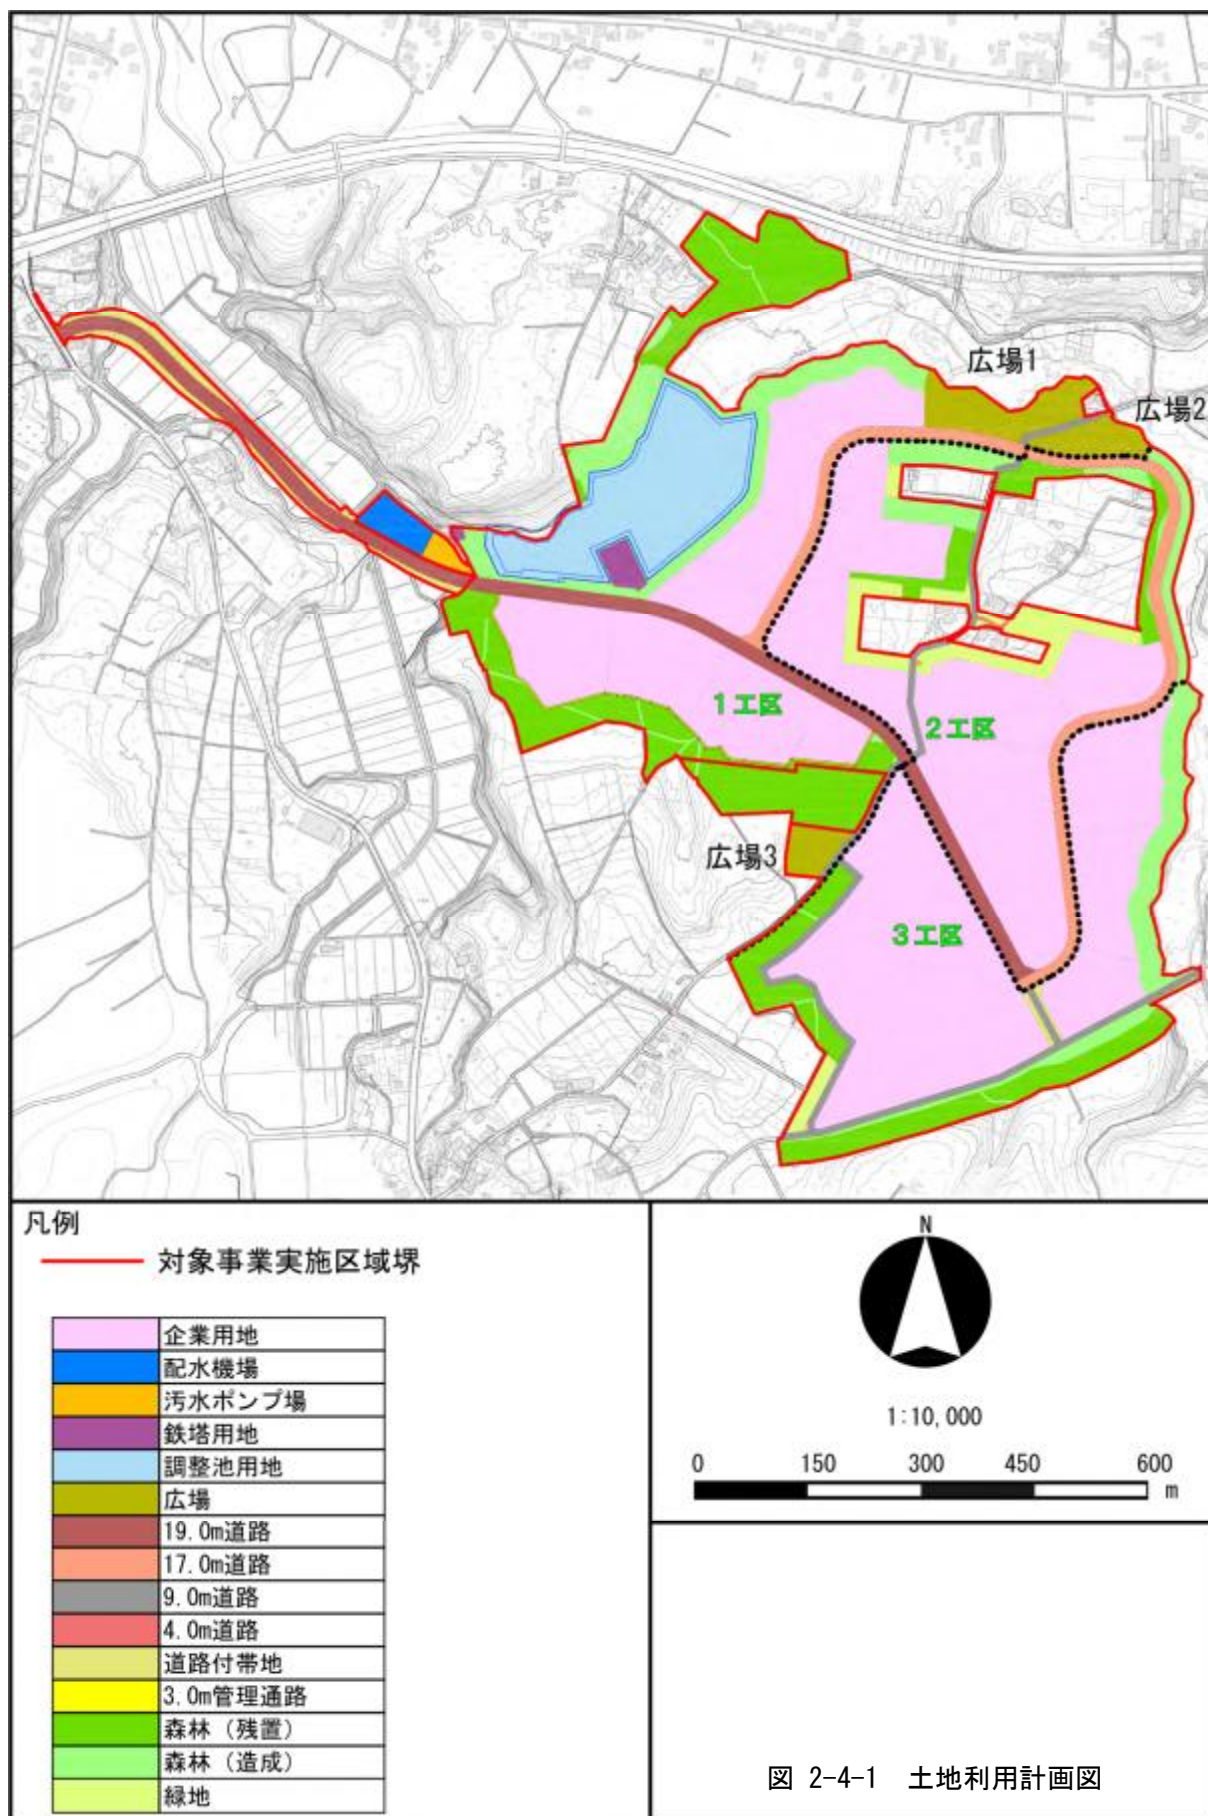 広場1
広場2
1工区
2工区
広場3
3工区
凡例
対象事業実施区域堺
企業用地
配水機場
汚水ポンプ場
鉄塔用地
調整池用地
広場
19.0m道路
17.0m道路
9.0m道路
4.0m道路
道路付帯地
3.0m管理通路
森林（残置）
森林（造成）
緑地
N
1:10,000
0 150 300 450 600
m
図 2-4-1 土地利用計画図